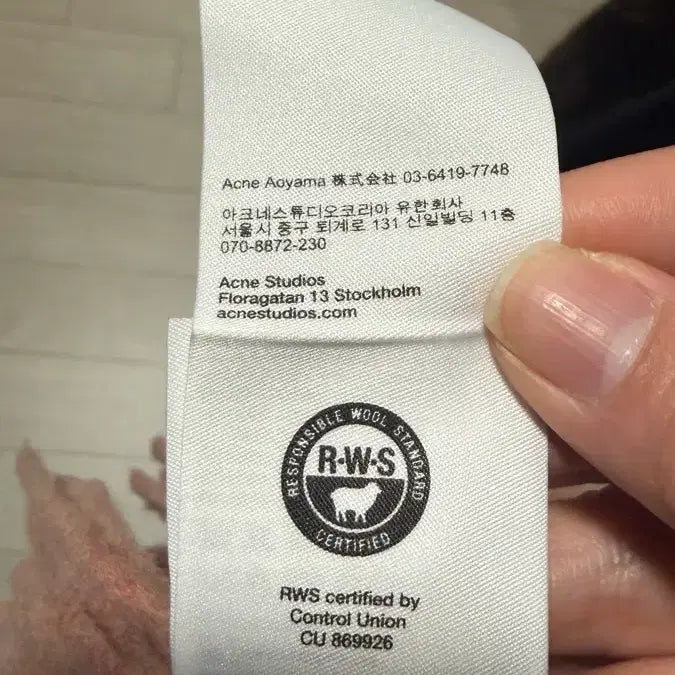 Acne Aoyama 株式会社 03-6419-7748
아크네스튜디오코리아 유한회사
서울시 중구 퇴계로 131 신일빌딩 11층
070-8872-230
Acne Studios
Floragatan 13 Stockholm
acnestudios.com
RESPONSIBLE WOOL STANDARD
R·W·S
CERTIFIED
RWS certified by
Control Union
CU 869926